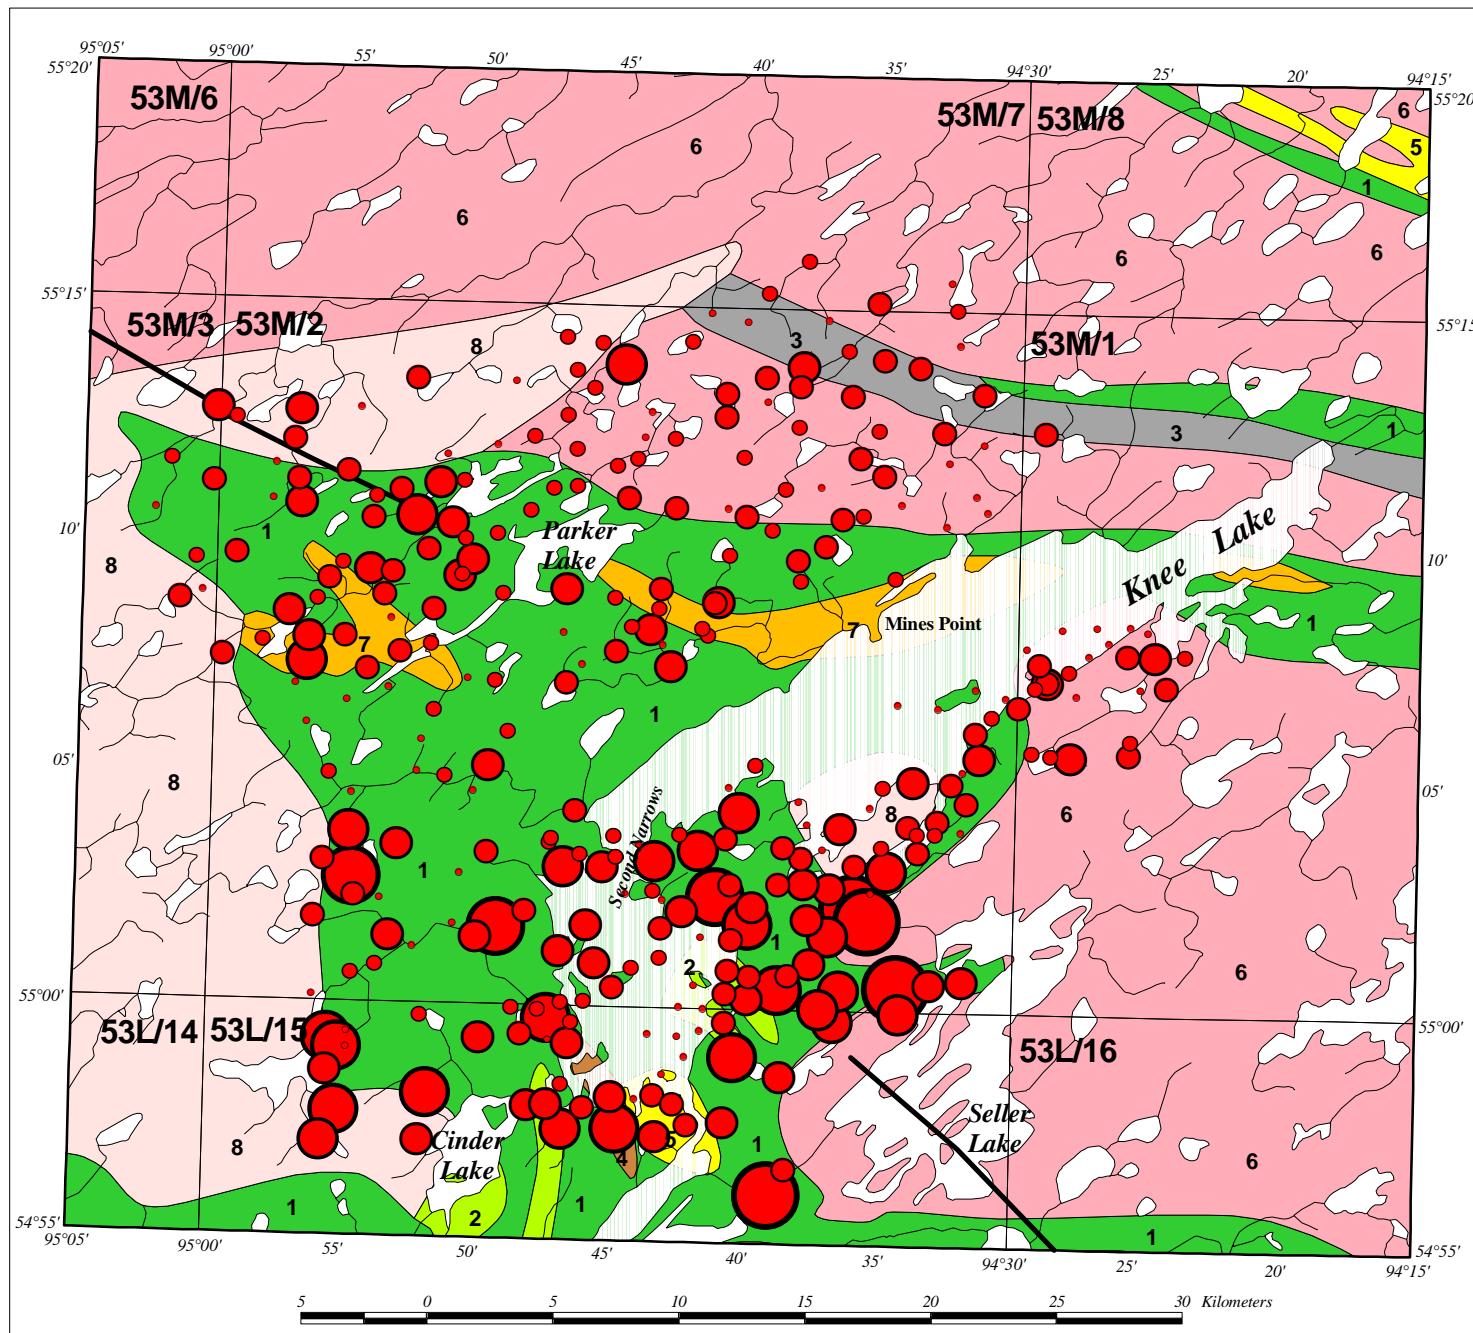 95°05' 95°00' 55' 50' 45' 40' 35' 94°30' 25' 20' 94°15'
55°20' 55°20'
53M/6 53M/7 53M/8 6
6 5
6 1
6 6
6
55°15' 55°15'
53M/3 53M/2 53M/1
8 3
1
3
10' 10'
1 Parker
Lake
Knee Lake
8
7 7 Mines Point 1
1
05' 05'
8 Second Narrows 8 6
1
1
2 6
55°00' 55°00'
53L/14 53L/15 53L/16
8 Cinder
Lake
4 5 1 Seller
Lake
6
1 2 1 1
54°55' 54°55'
95°05' 95°00' 55' 50' 45' 40' 35' 94°30' 25' 20' 94°15'
5 0 5 10 15 20 25 30 Kilometers